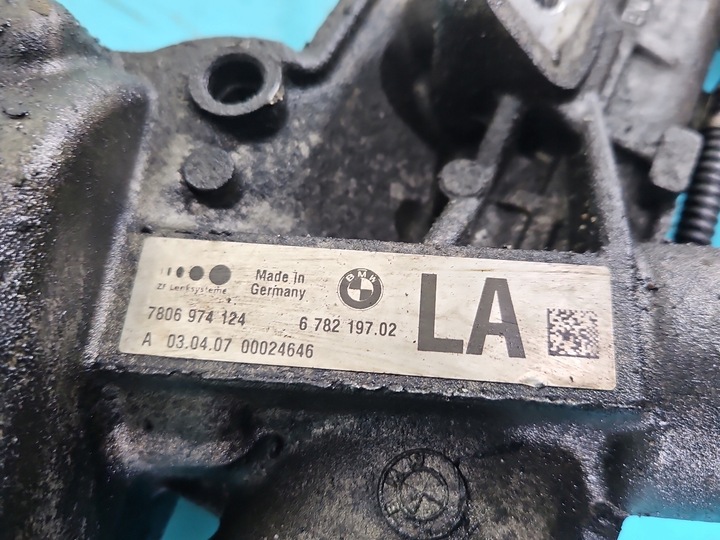 Made in
Germany
ZF Lenksysteme
BMW
7806 974 124
6 782 197.02
LA
A 03.04.07 00024646